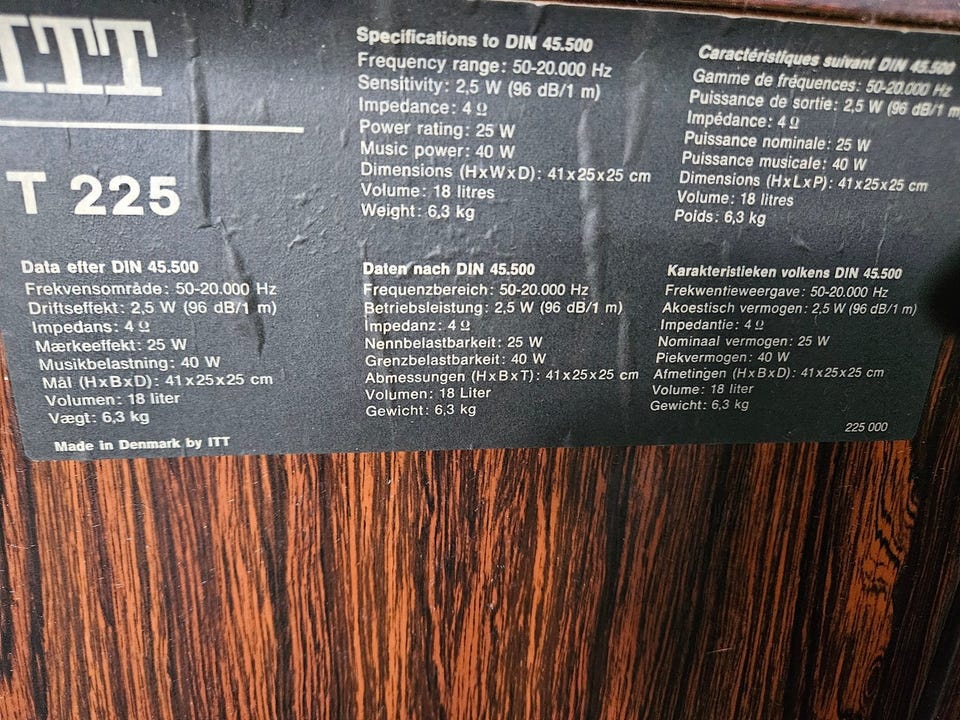 ITT
T 225
Specifications to DIN 45.500
Frequency range: 50-20.000 Hz
Sensitivity: 2,5 W (96 dB/1 m)
Impedance: 4 Ω
Power rating: 25 W
Music power: 40 W
Dimensions (HxWxD): 41x25x25 cm
Volume: 18 litres
Weight: 6,3 kg
Caractéristiques suivant DIN 45.500
Gamme de fréquences: 50-20.000 Hz
Puissance de sortie: 2,5 W (96 dB/1 m
Impédance: 4 Ω
Puissance nominale: 25 W
Puissance musicale: 40 W
Dimensions (HxLxP): 41x25x25 cm
Volume: 18 litres
Poids: 6,3 kg
Data efter DIN 45.500
Frekvensområde: 50-20.000 Hz
Driftseffekt: 2,5 W (96 dB/1 m)
Impedans: 4 Ω
Mærkeeffekt: 25 W
Musikbelastning: 40 W
Mål (HxBxD): 41x25x25 cm
Volumen: 18 liter
Vægt: 6,3 kg
Made in Denmark by ITT
Daten nach DIN 45.500
Frequenzbereich: 50-20.000 Hz
Betriebsleistung: 2,5 W (96 dB/1 m)
Impedanz: 4 Ω
Nennbelastbarkeit: 25 W
Grenzbelastbarkeit: 40 W
Abmessungen (HxBxT): 41x25x25 cm
Volumen: 18 Liter
Gewicht: 6,3 kg
Karakteristieken volkens DIN 45.500
Frekwentieweergave: 50-20.000 Hz
Akoestisch vermogen: 2,5 W (96 dB/1 m)
Impedantie: 4 Ω
Nominaal vermogen: 25 W
Piekvermogen: 40 W
Afmetingen (HxBxD): 41x25x25 cm
Volume: 18 liter
Gewicht: 6,3 kg
225 000